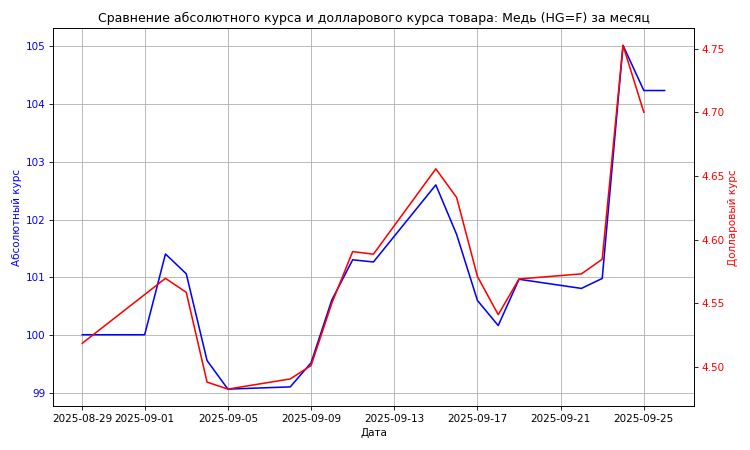 Сравнение абсолютного курса и долларового курса товара: Медь (HG=F) за месяц
Абсолютный курс
105
104
103
102
101
100
99
4.75
4.70
4.65
4.60
4.55
4.50
Долларовый курс
2025-08-29 2025-09-01 2025-09-05 2025-09-09 2025-09-13 2025-09-17 2025-09-21 2025-09-25
Дата